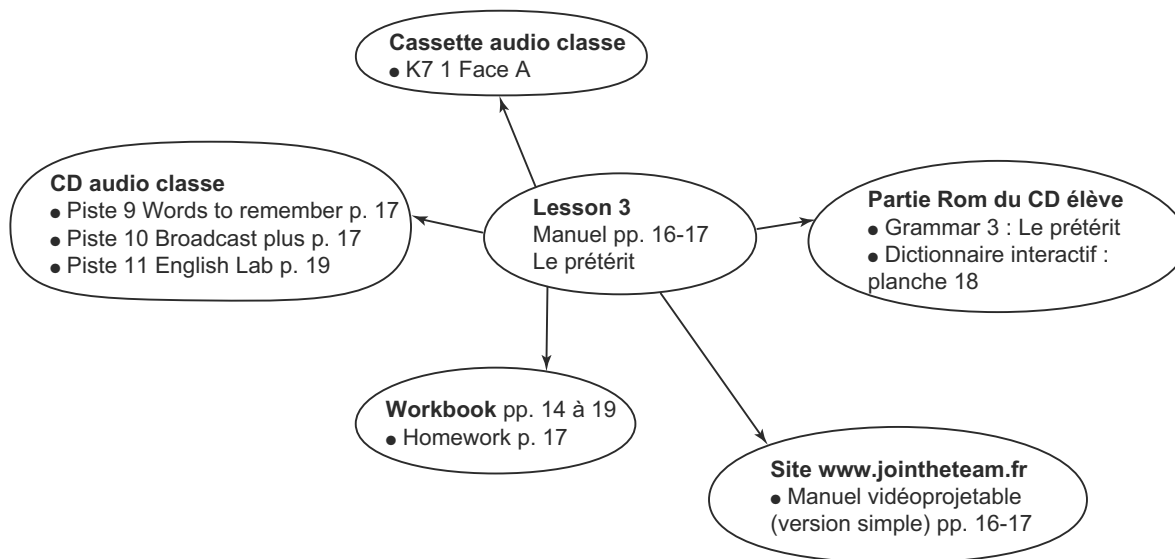 Cassette audio classe
● K7 1 Face A
CD audio classe
● Piste 9 Words to remember p. 17
● Piste 10 Broadcast plus p. 17
● Piste 11 English Lab p. 19
Lesson 3
Manuel pp. 16-17
Le prétérit
Partie Rom du CD élève
● Grammar 3 : Le prétérit
● Dictionnaire interactif :
planche 18
Workbook pp. 14 à 19
● Homework p. 17
Site www.jointheteam.fr
● Manuel vidéoprojetable
(version simple) pp. 16-17